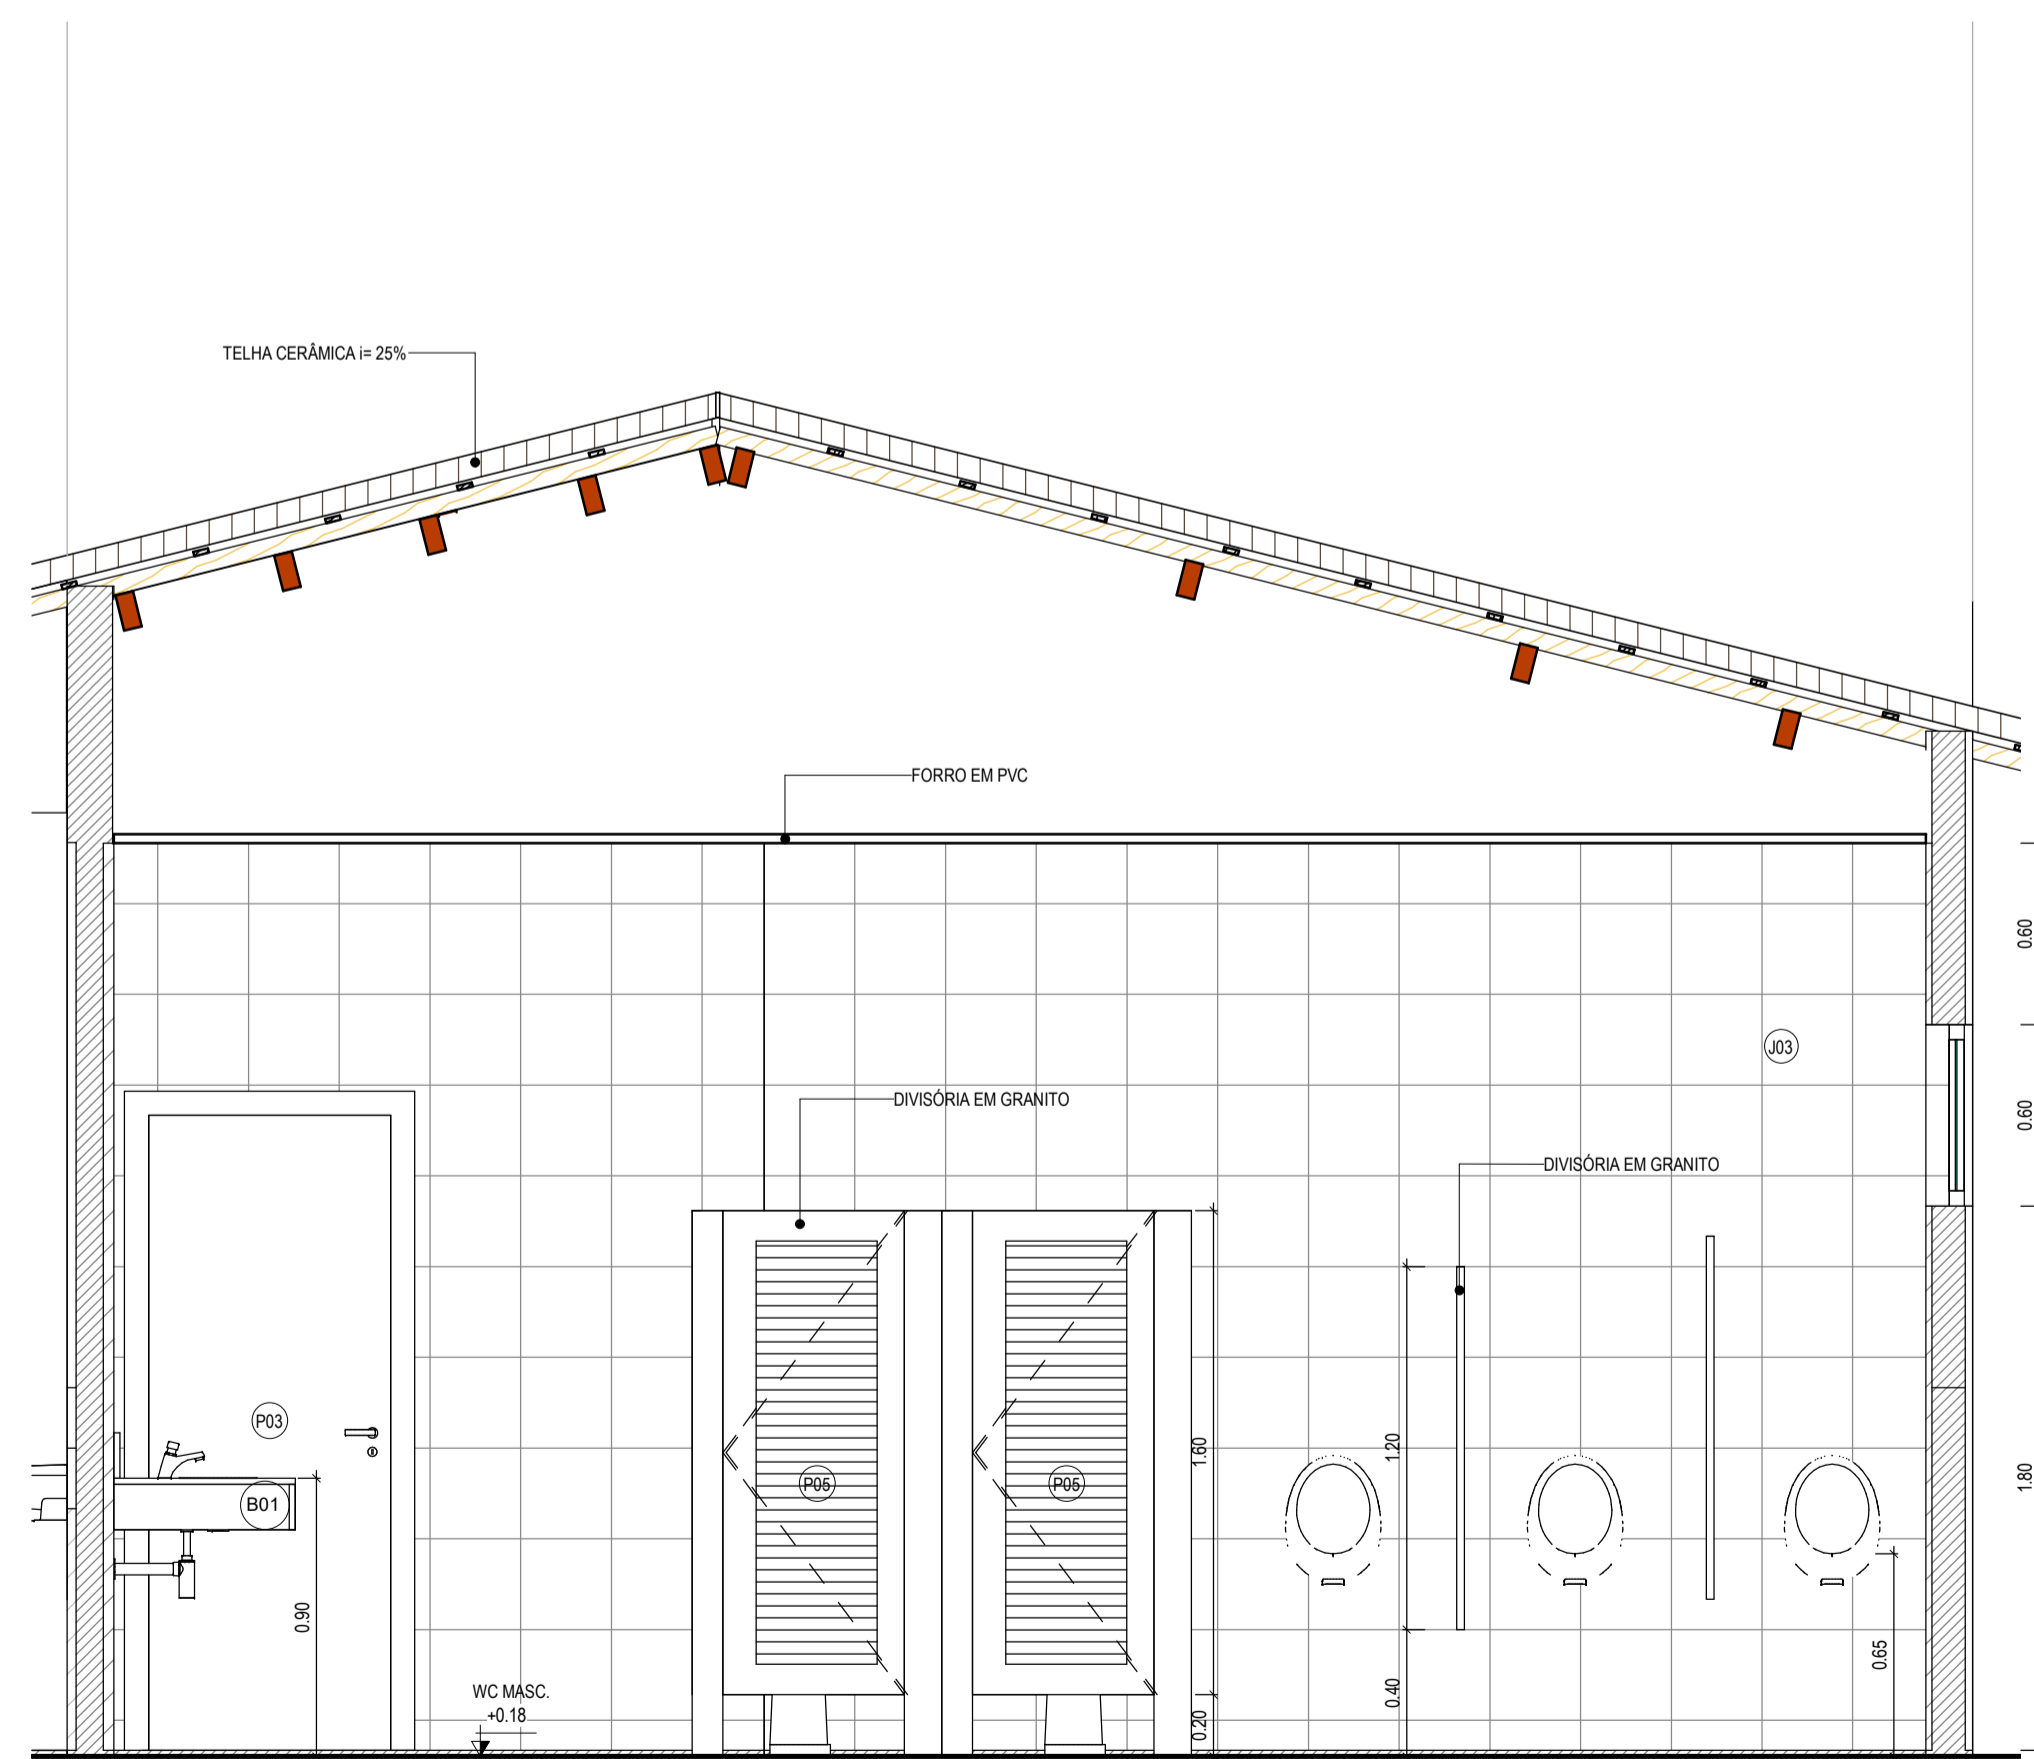 TELHA CERÂMICA i= 25%
FORRO EM PVC
0.60
J03
DIVISÓRIA EM GRANITO
0.60
DIVISÓRIA EM GRANITO
P03
1.60
1.20
P05
P05
1.80
B01
0.90
0.65
WC MASC.
+0.18
0.40
0.20